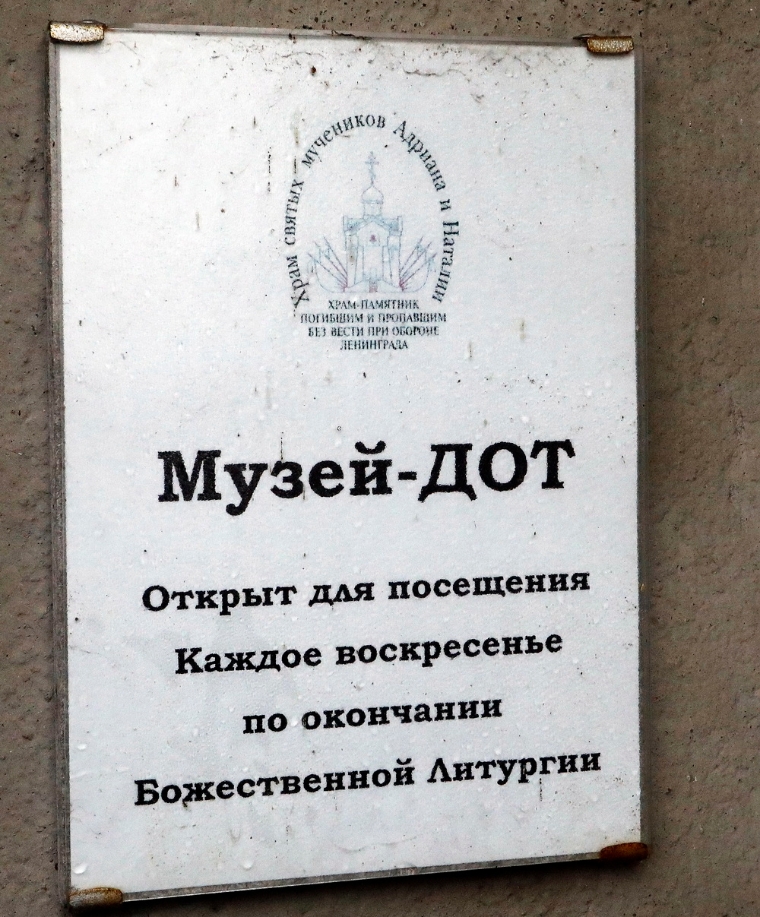 Храм святых мучеников Адриана и Наталии
ХРАМ-ПАМЯТНИК
ПОГИБШИМ И ПРОПАВШИМ
БЕЗ ВЕСТИ ПРИ ОБОРОНЕ
ЛЕНИНГРАДА
Музей-ДОТ
Открыт для посещения
Каждое воскресенье
по окончании
Божественной Литургии